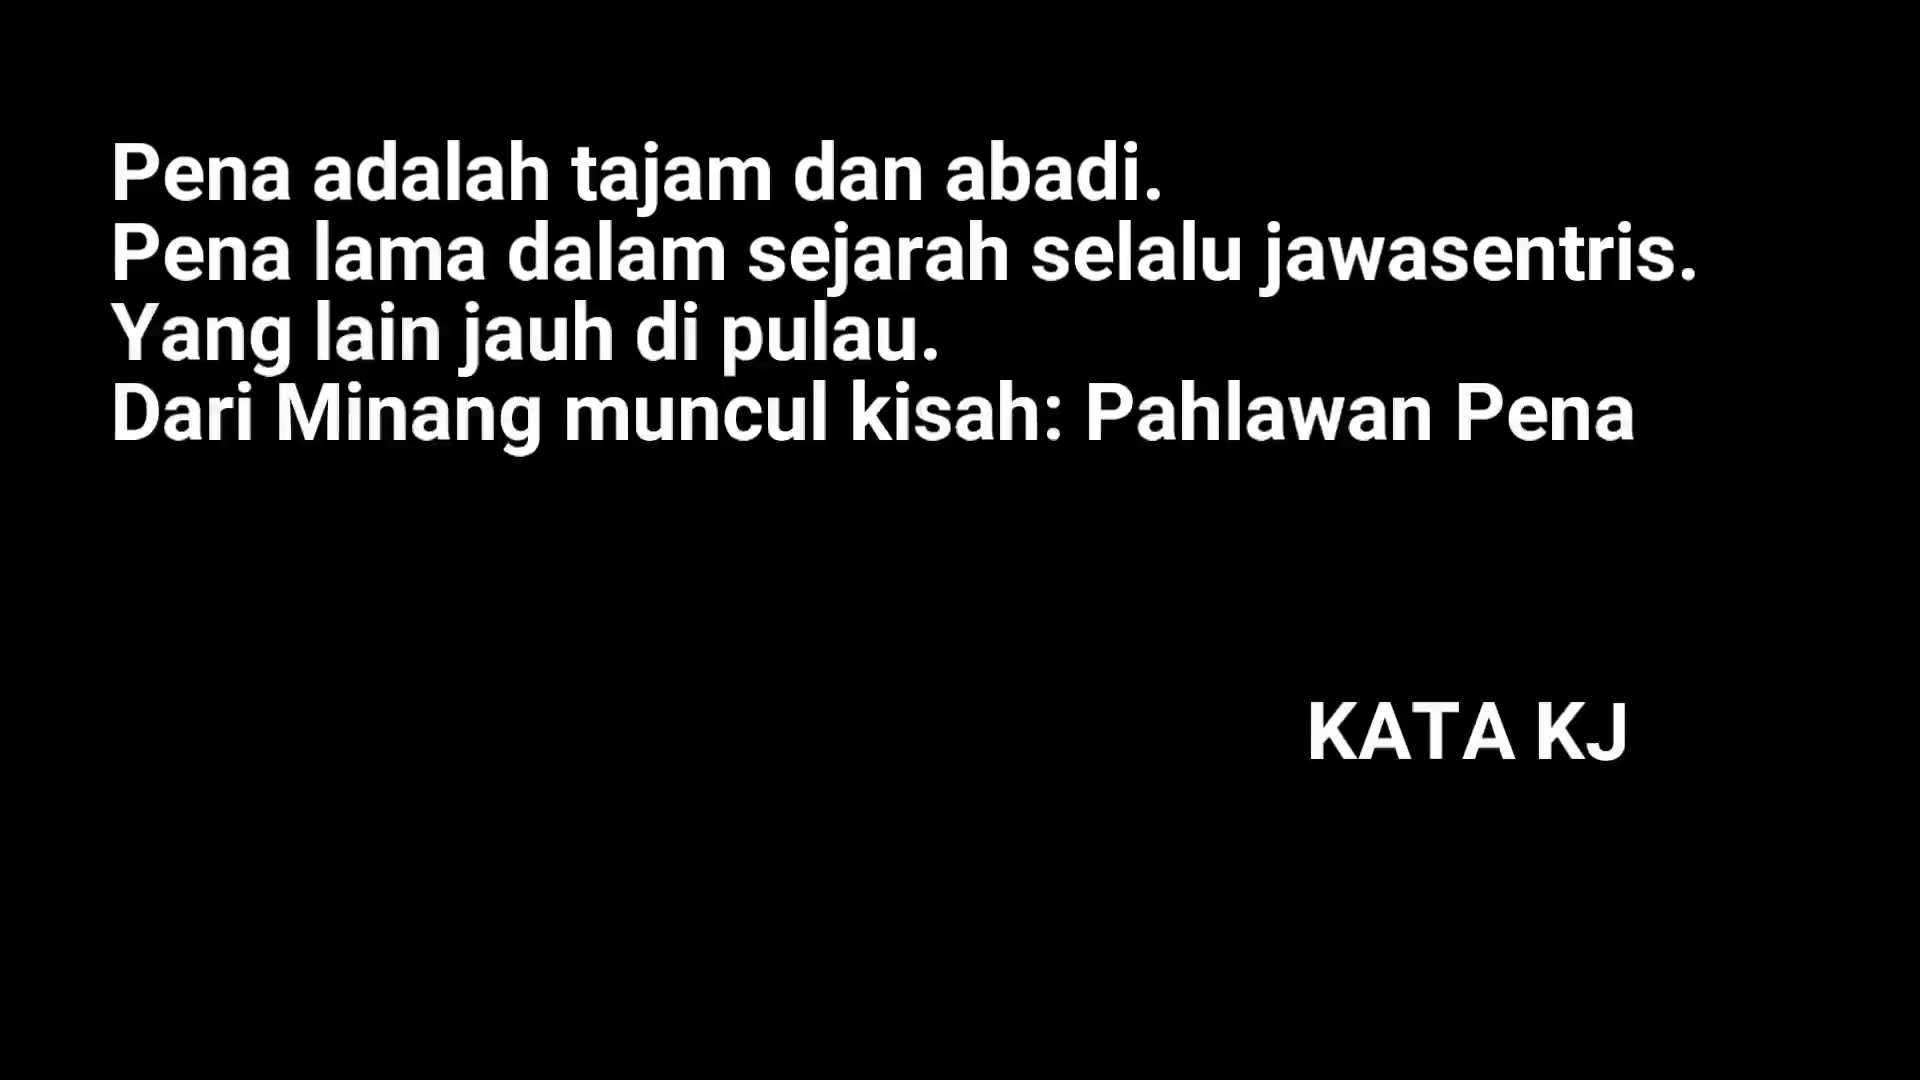 Pena adalah tajam dan abadi.
Pena lama dalam sejarah selalu jawasentris.
Yang lain jauh di pulau.
Dari Minang muncul kisah: Pahlawan Pena
KATA KJ